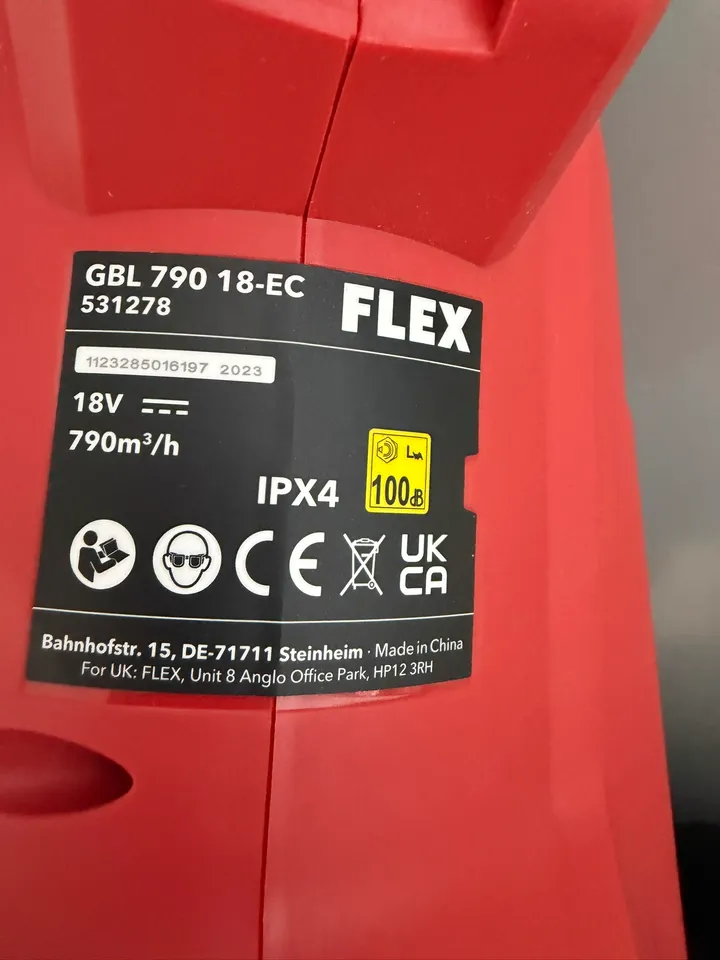 GBL 790 18-EC
531278
FLEX
1123285016197 2023
18V
790m³/h
IPX4
LWA
100dB
CE
UK
CA
Bahnhofstr. 15, DE-71711 Steinheim · Made in China
For UK: FLEX, Unit 8 Anglo Office Park, HP12 3RH